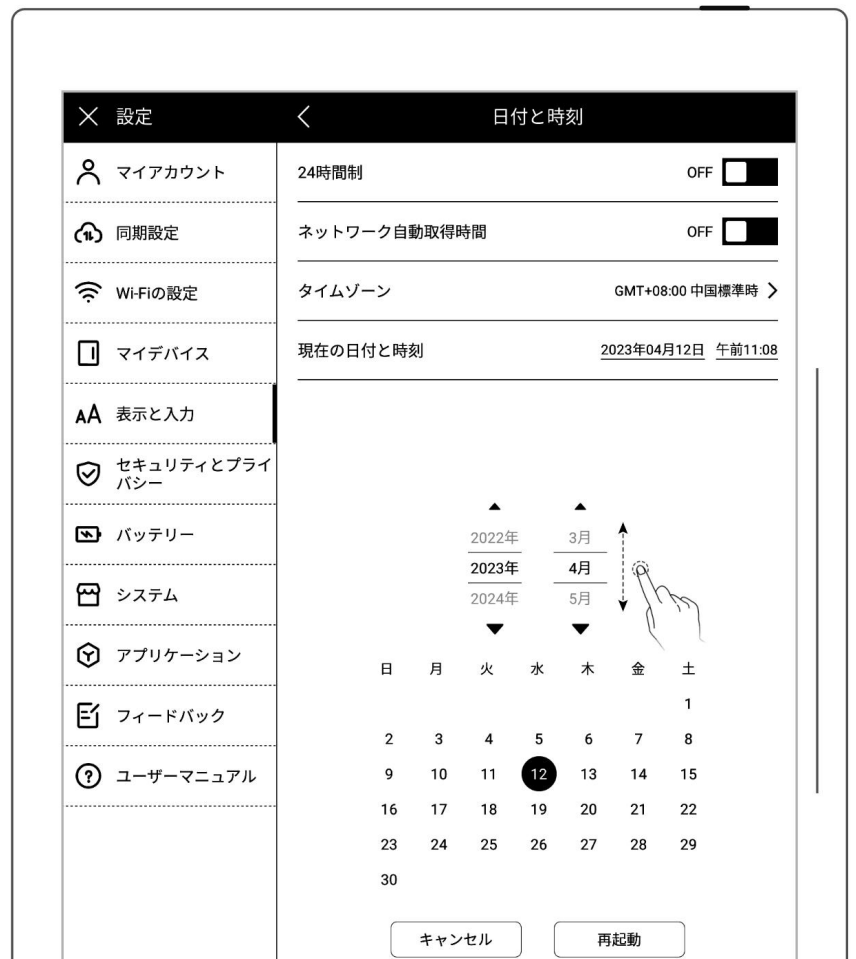 設定
日付と時刻
マイアカウント
同期設定
Wi-Fiの設定
マイデバイス
表示と入力
セキュリティとプライ
バシー
バッテリー
システム
アプリケーション
フィードバック
ユーザーマニュアル
24時間制 OFF
ネットワーク自動取得時間 OFF
タイムゾーン GMT+08:00 中国標準時
現在の日付と時刻 2023年04月12日 午前11:08
2022年 3月
2023年 4月
2024年 5月
日 月 火 水 木 金 土
1
2 3 4 5 6 7 8
9 10 11 12 13 14 15
16 17 18 19 20 21 22
23 24 25 26 27 28 29
30
キャンセル 再起動